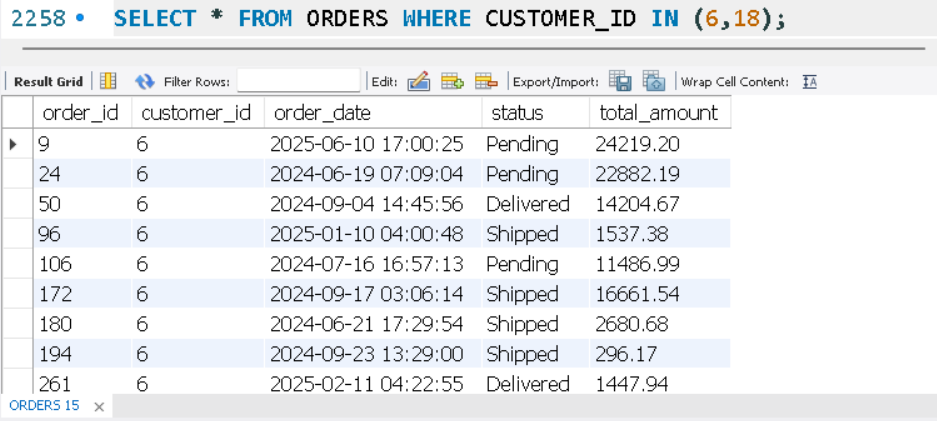 2258 • SELECT * FROM ORDERS WHERE CUSTOMER_ID IN (6,18);
Result Grid Filter Rows: Edit: Export/Import: Wrap Cell Content: IA
order_id customer_id order_date status total_amount
9 6 2025-06-10 17:00:25 Pending 24219.20
24 6 2024-06-19 07:09:04 Pending 22882.19
50 6 2024-09-04 14:45:56 Delivered 14204.67
96 6 2025-01-10 04:00:48 Shipped 1537.38
106 6 2024-07-16 16:57:13 Pending 11486.99
172 6 2024-09-17 03:06:14 Shipped 16661.54
180 6 2024-06-21 17:29:54 Shipped 2680.68
194 6 2024-09-23 13:29:00 Shipped 296.17
261 6 2025-02-11 04:22:55 Delivered 1447.94
ORDERS 15 ×